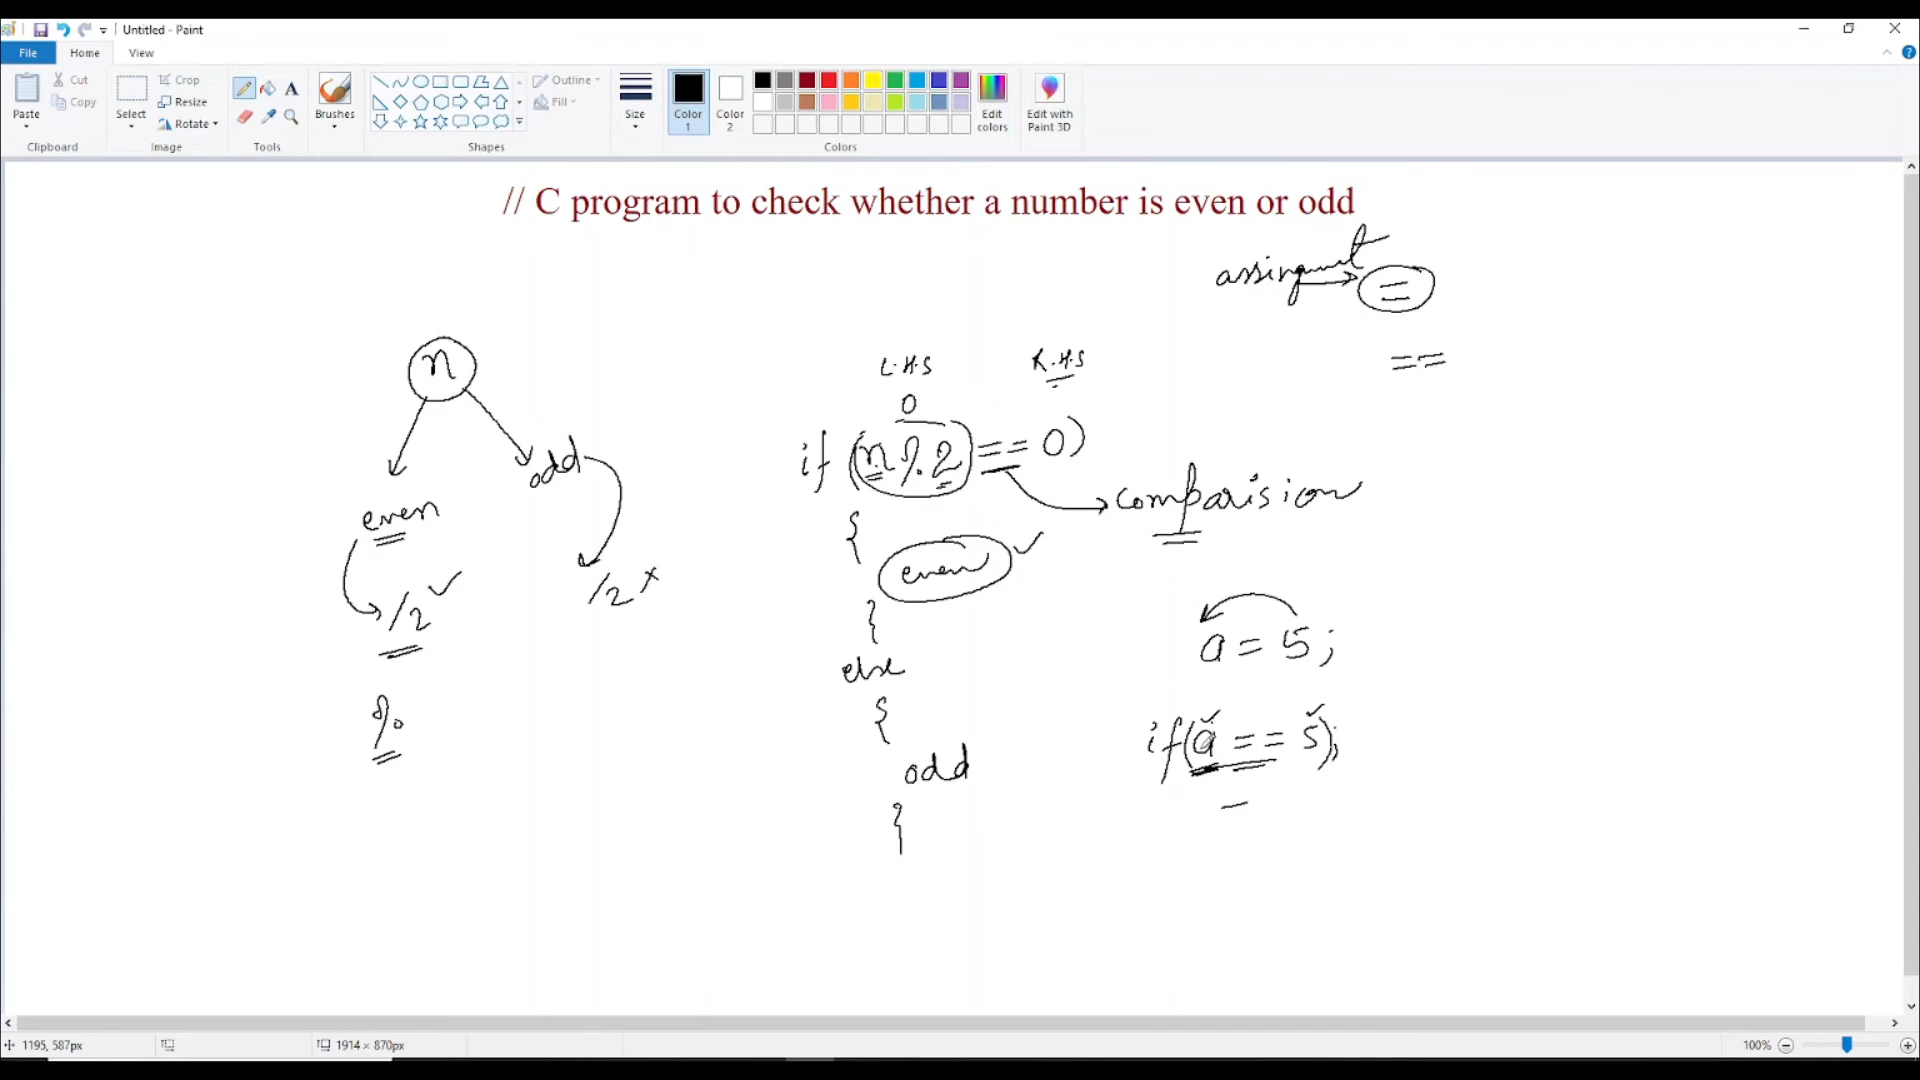 Untitled - Paint
File Home View
Paste
Cut
Copy
Clipboard
Select
Crop
Resize
Rotate
Image
A
Tools
Brushes
Outline
Fill
Shapes
Size
Color 1
Color 2
Edit colors
Edit with Paint 3D
Colors
// C program to check whether a number is even or odd
assingment → =
==
n
even
/2 ✓
%
odd
/2 ×
L.H.S R.H.S
0
if (n % 2 == 0)
comparision
{
even ✓
}
else
{
odd
{
a = 5;
if(a == 5);
1195, 587px
1914 × 870px
100%